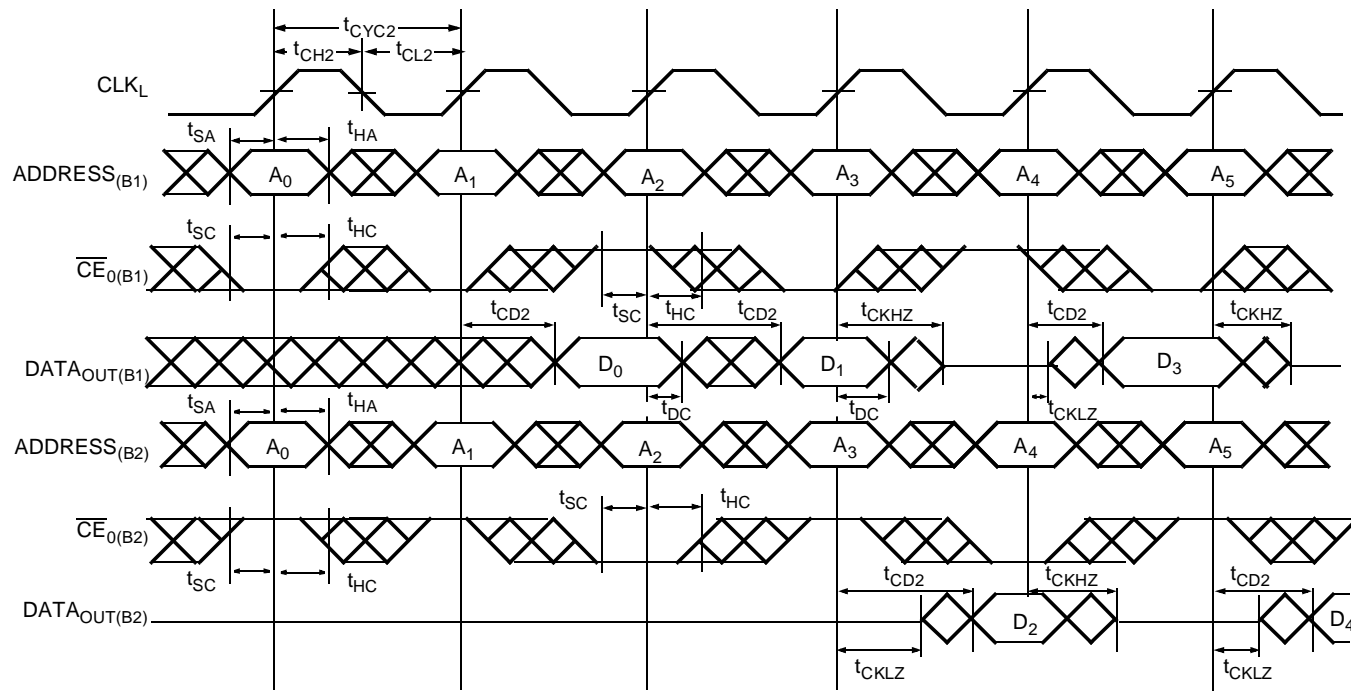 tCYC2
tCH2 tCL2
CLKL
tSA tHA
ADDRESS(B1) A0 A1 A2 A3 A4 A5
tSC tHC
CE0(B1)
tCD2 tSC tHC tCD2 tCKHZ tCD2 tCKHZ
DATAOUT(B1) D0 D1 D3
tSA tHA tDC tDC tCKLZ
ADDRESS(B2) A0 A1 A2 A3 A4 A5
tSC tHC
CE0(B2)
tSC tHC tCD2 tCKHZ tCD2
DATAOUT(B2) D2 D4
tCKLZ tCKLZ